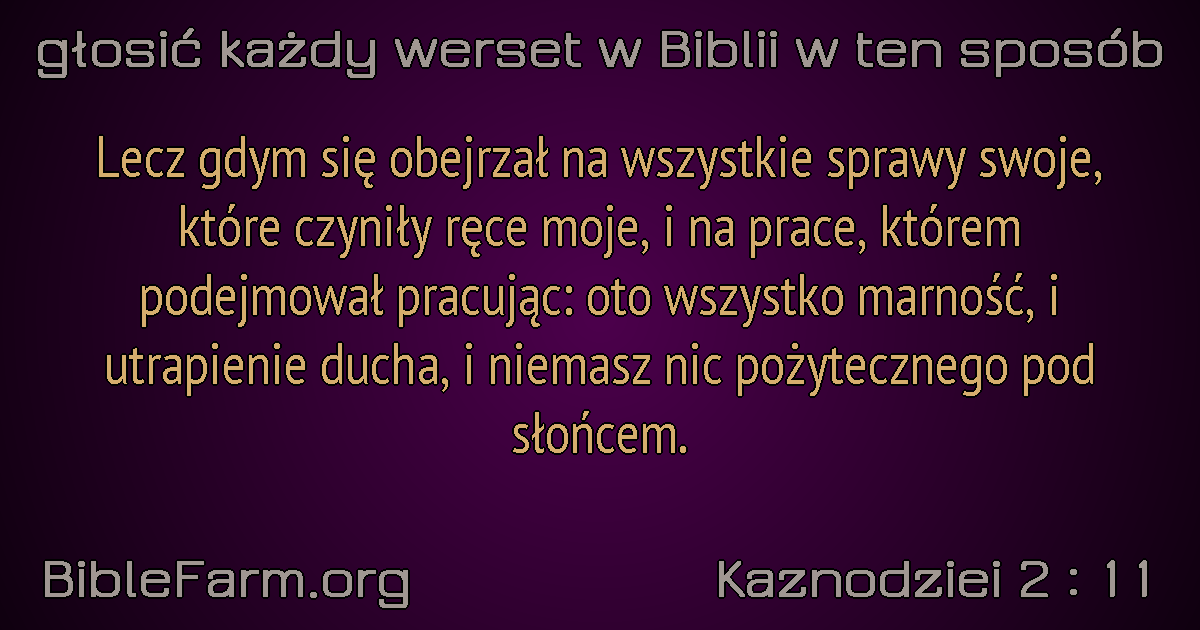 głosić każdy werset w Biblii w ten sposób
Lecz gdym się obejrzał na wszystkie sprawy swoje,
które czyniły ręce moje, i na prace, którem
podejmował pracując: oto wszystko marność, i
utrapienie ducha, i niemasz nic pożytecznego pod
słońcem.
BibleFarm.org
Kaznodziei 2 : 11